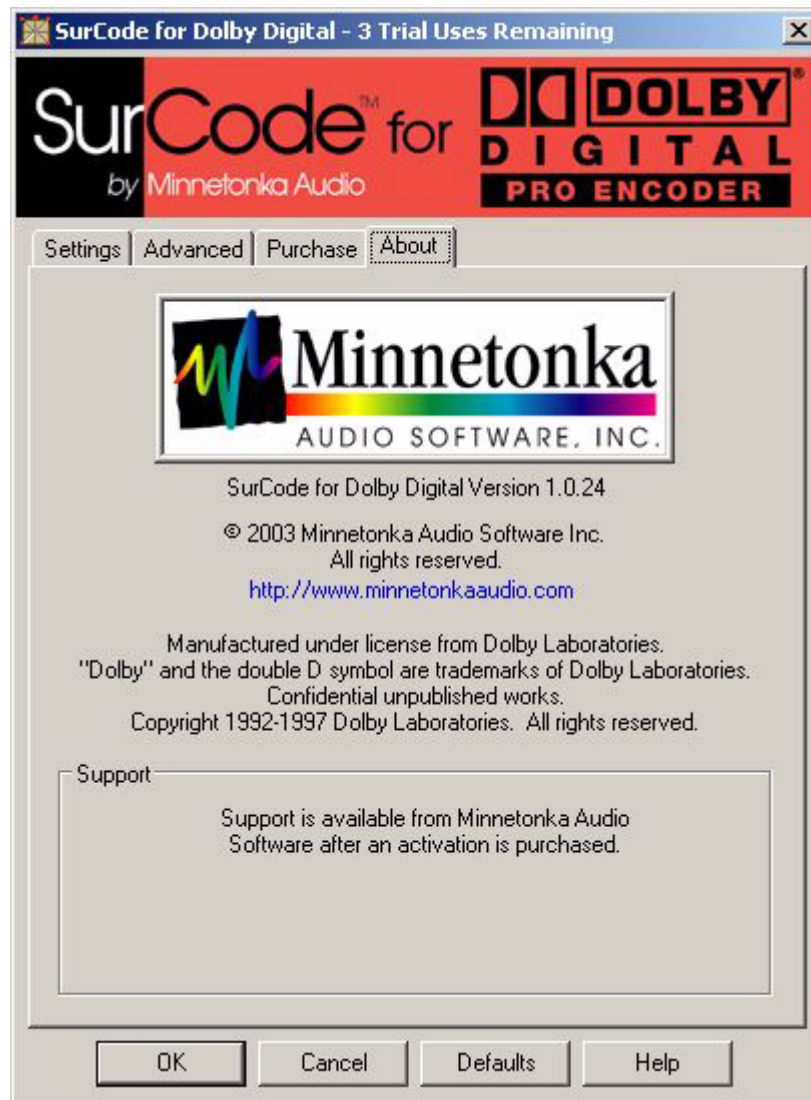 SurCode for Dolby Digital - 3 Trial Uses Remaining
SurCode™ for
by Minnetonka Audio
DOLBY®
DIGITAL
PRO ENCODER
Settings Advanced Purchase About
Minnetonka
AUDIO SOFTWARE, INC.
SurCode for Dolby Digital Version 1.0.24
© 2003 Minnetonka Audio Software Inc.
All rights reserved.
http://www.minnetonkaaudio.com
Manufactured under license from Dolby Laboratories.
"Dolby" and the double D symbol are trademarks of Dolby Laboratories.
Confidential unpublished works.
Copyright 1992-1997 Dolby Laboratories.  All rights reserved.
Support
Support is available from Minnetonka Audio
Software after an activation is purchased.
OK Cancel Defaults Help